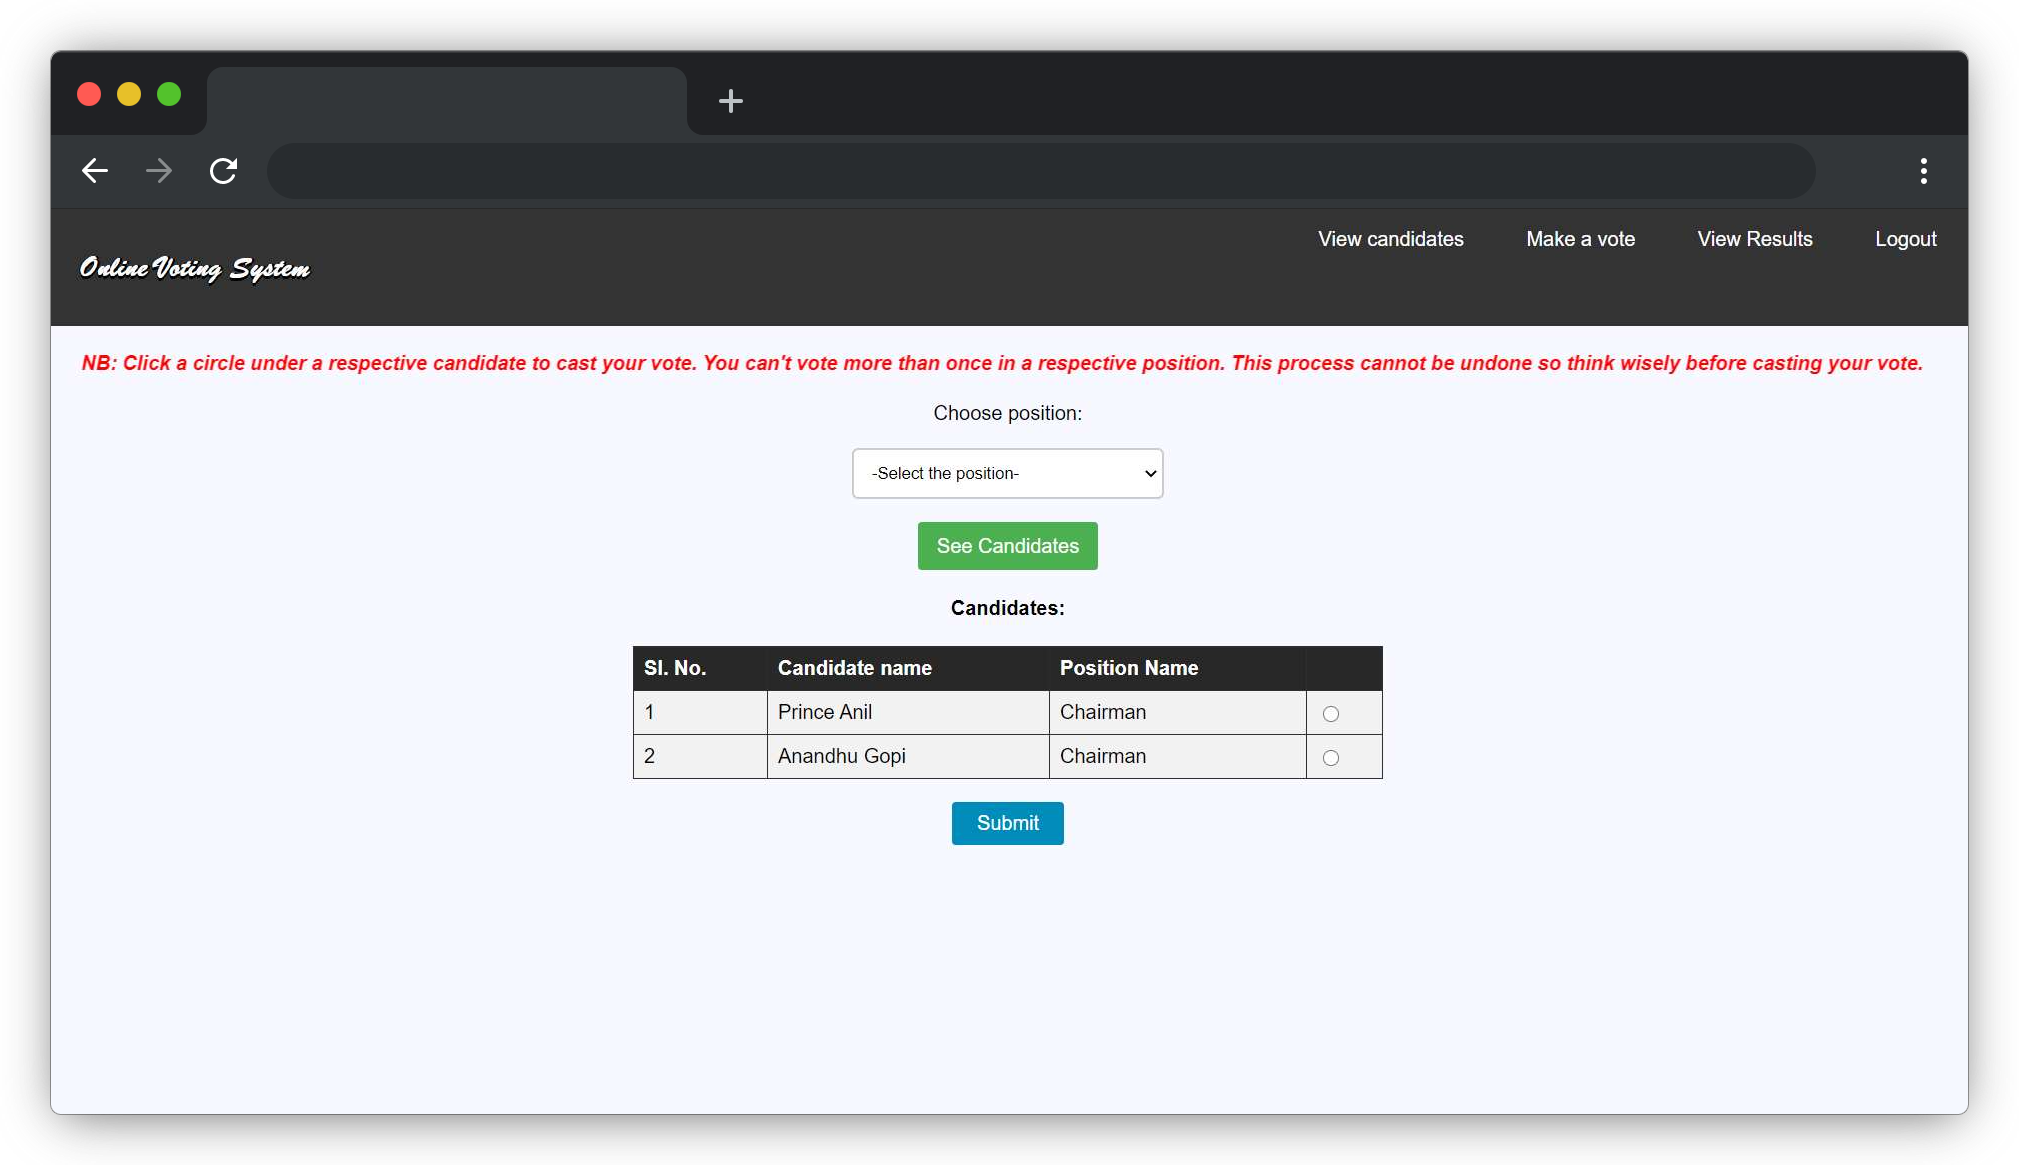 View candidates Make a vote View Results Logout
Online Voting System
NB: Click a circle under a respective candidate to cast your vote. You can't vote more than once in a respective position. This process cannot be undone so think wisely before casting your vote.
Choose position:
-Select the position-
See Candidates
Candidates:
Sl. No. Candidate name Position Name
1 Prince Anil Chairman
2 Anandhu Gopi Chairman
Submit